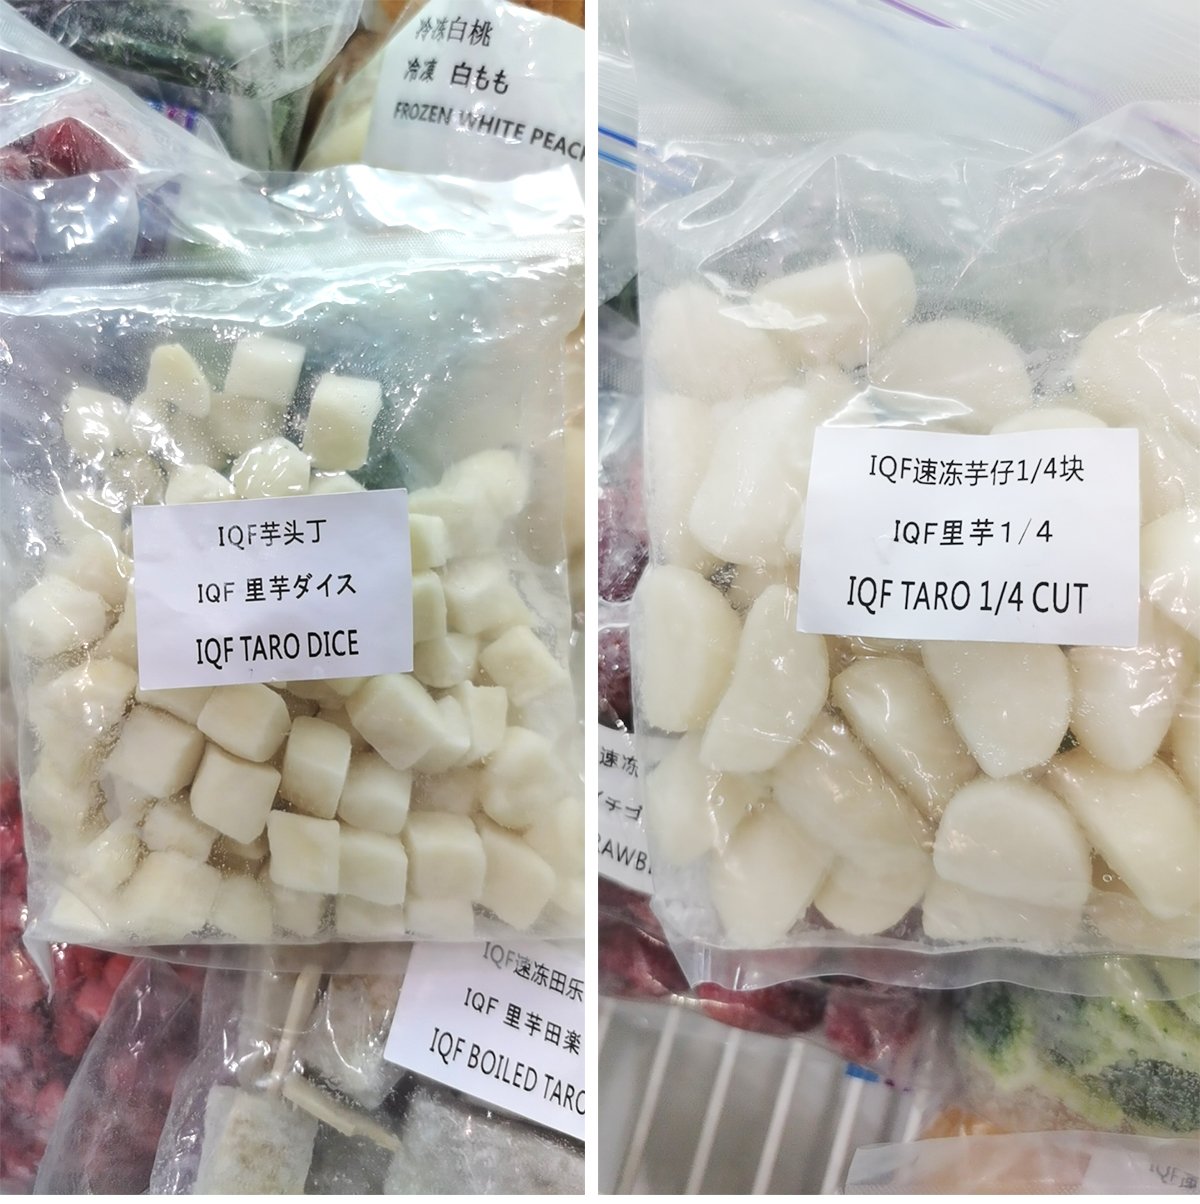 冷冻白桃
冷凍 白もも
FROZEN WHITE PEACH
IQF芋头丁
IQF 里芋ダイス
IQF TARO DICE
IQF速冻田乐
IQF 里芋田楽
IQF BOILED TARO
IQF速冻芋仔1/4块
IQF里芋1/4
IQF TARO 1/4 CUT
速冻
イチゴ
RAWB